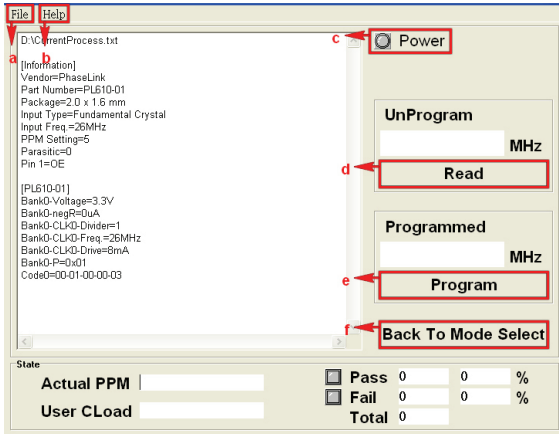 File Help
a b
c Power
D:\CurrentProcess.txt
[Information]
Vendor=PhaseLink
Part Number=PL610-01
Package=2.0 x 1.6 mm
Input Type=Fundamental Crystal
Input Freq.=26MHz
PPM Setting=5
Parasitic=0
Pin 1=OE
[PL610-01]
Bank0-Voltage=3.3V
Bank0-negR=0uA
Bank0-CLK0-Divider=1
Bank0-CLK0-Freq.=26MHz
Bank0-CLK0-Drive=8mA
Bank0-P=0x01
Code0=00-01-00-00-03
UnProgram
MHz
d Read
Programmed
MHz
e Program
f Back To Mode Select
State
Actual PPM
User CLoad
Pass 0 0 %
Fail 0 0 %
Total 0